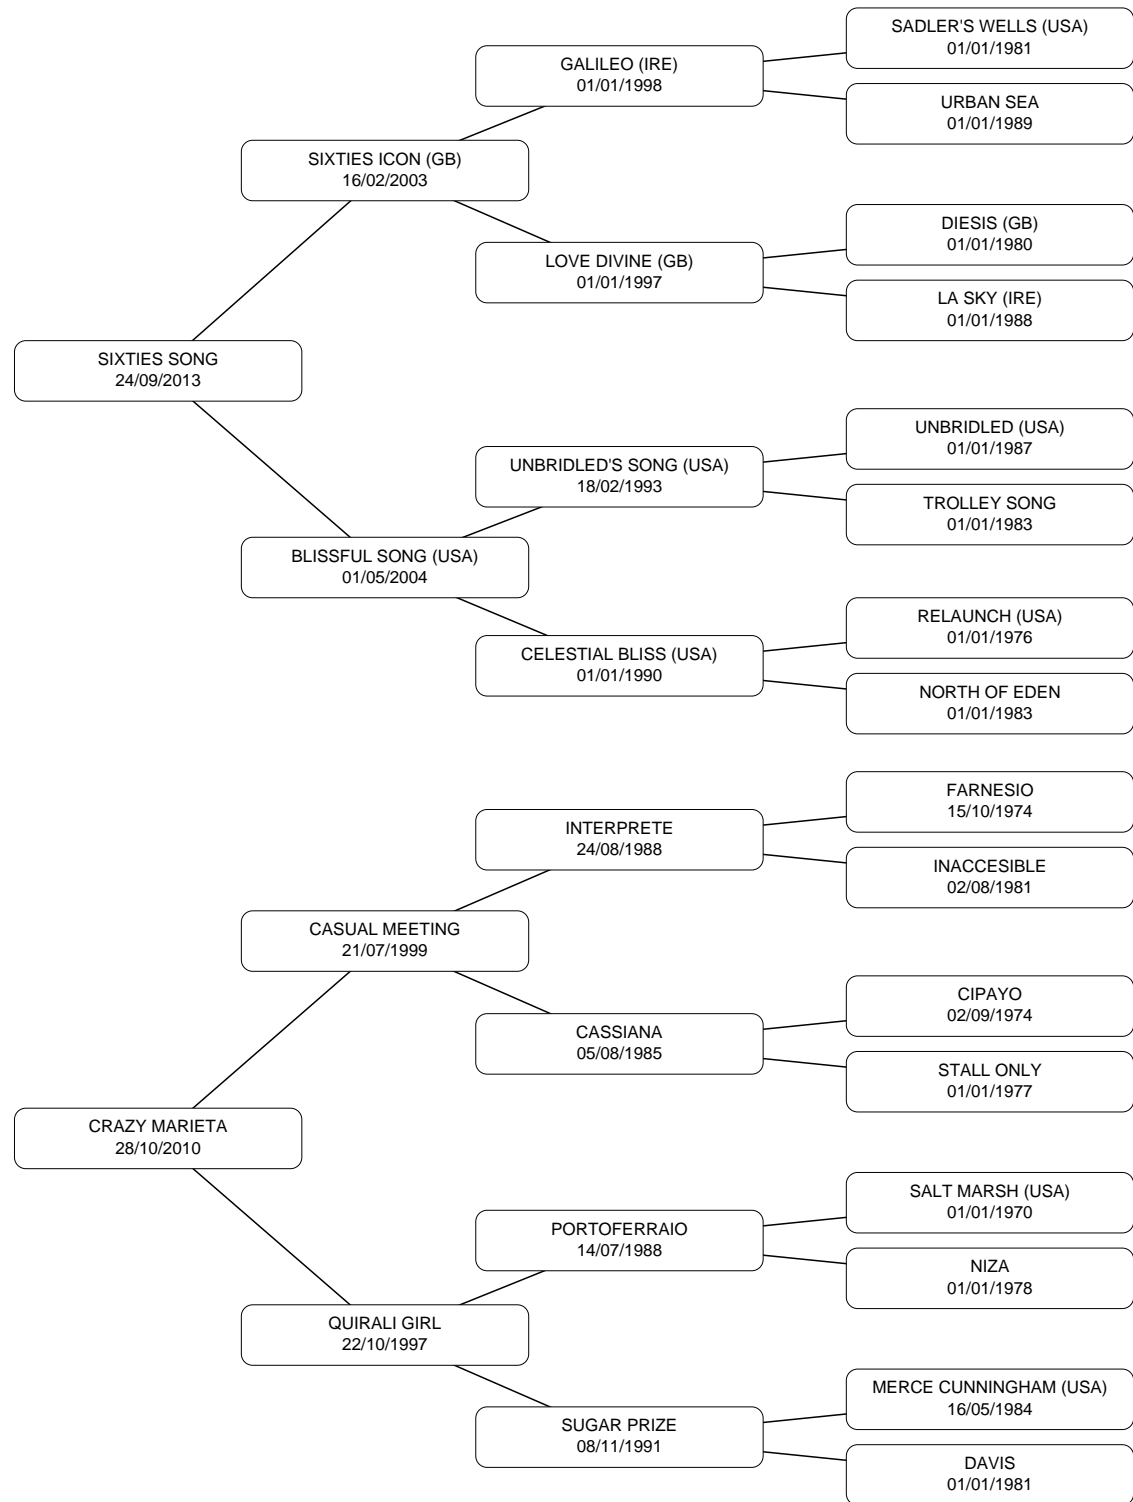 SADLER'S WELLS (USA)
01/01/1981
GALILEO (IRE)
01/01/1998
URBAN SEA
01/01/1989
SIXTIES ICON (GB)
16/02/2003
DIESIS (GB)
01/01/1980
LOVE DIVINE (GB)
01/01/1997
LA SKY (IRE)
01/01/1988
SIXTIES SONG
24/09/2013
UNBRIDLED (USA)
01/01/1987
UNBRIDLED'S SONG (USA)
18/02/1993
TROLLEY SONG
01/01/1983
BLISSFUL SONG (USA)
01/05/2004
RELAUNCH (USA)
01/01/1976
CELESTIAL BLISS (USA)
01/01/1990
NORTH OF EDEN
01/01/1983
FARNESIO
15/10/1974
INTERPRETE
24/08/1988
INACCESIBLE
02/08/1981
CASUAL MEETING
21/07/1999
CIPAYO
02/09/1974
CASSIANA
05/08/1985
STALL ONLY
01/01/1977
CRAZY MARIETA
28/10/2010
SALT MARSH (USA)
01/01/1970
PORTOFERRAIO
14/07/1988
NIZA
01/01/1978
QUIRALI GIRL
22/10/1997
MERCE CUNNINGHAM (USA)
16/05/1984
SUGAR PRIZE
08/11/1991
DAVIS
01/01/1981